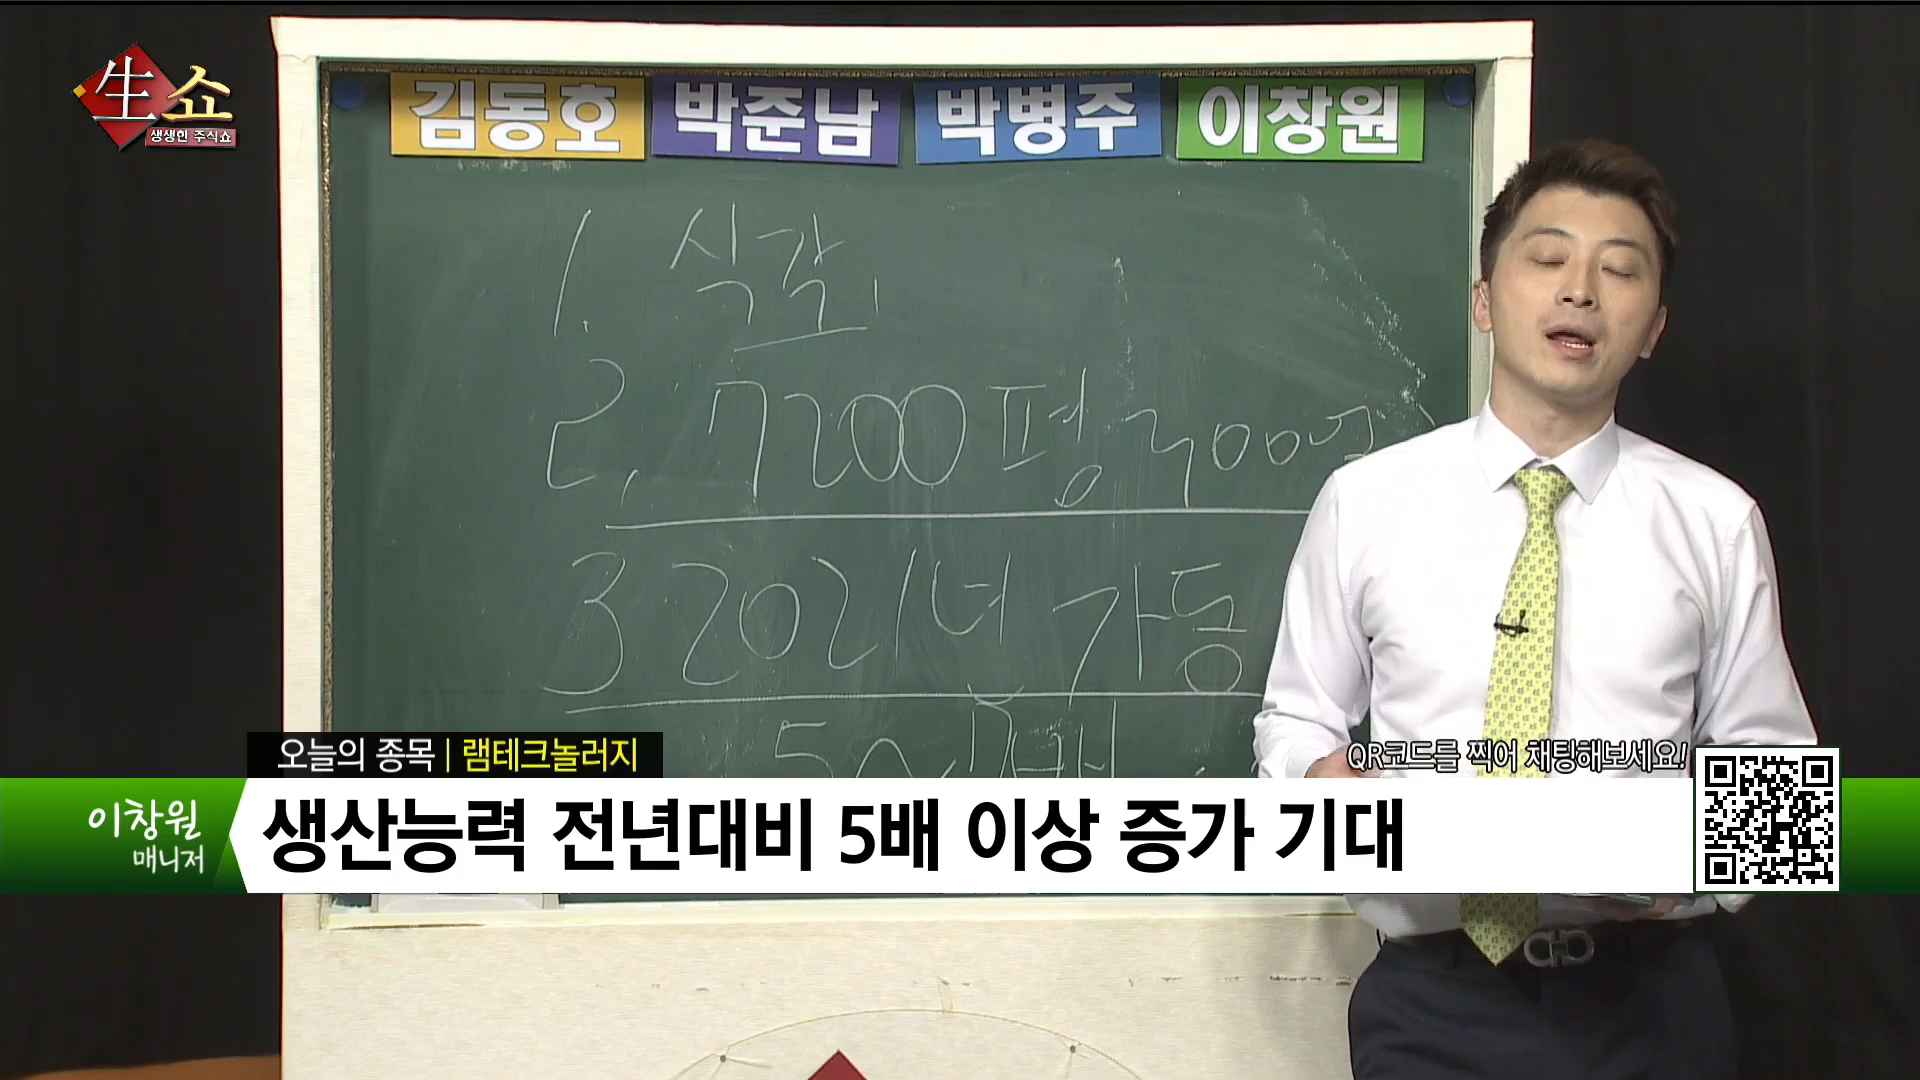 生쇼
생생한 주식쇼
김동호 박준남 박병주 이창원
1. 식각
2. 7200평 400억
3 2021년 가동
오늘의 종목 | 램테크놀러지
QR코드를 찍어 채팅해보세요!
이창원
매니저
생산능력 전년대비 5배 이상 증가 기대